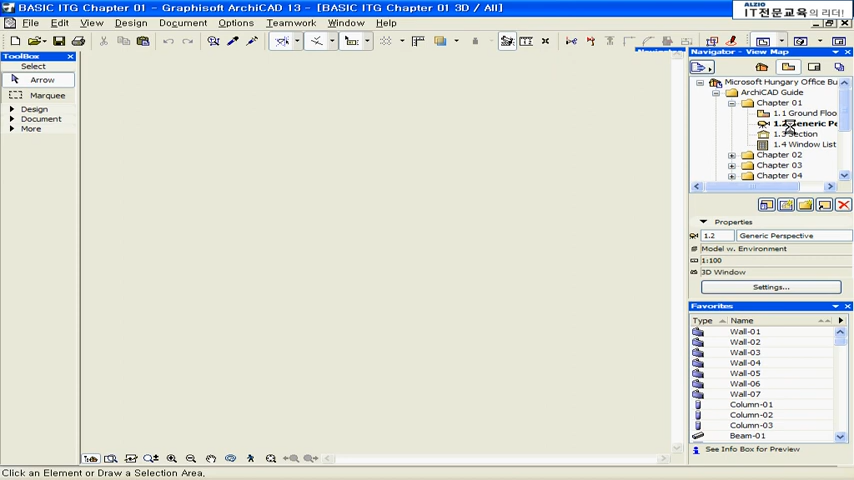 BASIC ITG Chapter 01 - Graphisoft ArchiCAD 13 - [BASIC ITG Chapter 01 3D / All]
ALZIO
IT전문교육의 리더!
File Edit View Design Document Options Teamwork Window Help
ToolBox
Select
Arrow
Marquee
Design
Document
More
Navigator - View Map
Microsoft Hungary Office Bu
ArchiCAD Guide
Chapter 01
1.1 Ground Floo
1.2 Generic Pe
1.3 Section
1.4 Window List
Chapter 02
Chapter 03
Chapter 04
Properties
1.2 Generic Perspective
Model w. Environment
1:100
3D Window
Settings...
Favorites
Type Name
Wall-01
Wall-02
Wall-03
Wall-04
Wall-05
Wall-06
Wall-07
Column-01
Column-02
Column-03
Beam-01
See Info Box for Preview
Click an Element or Draw a Selection Area.